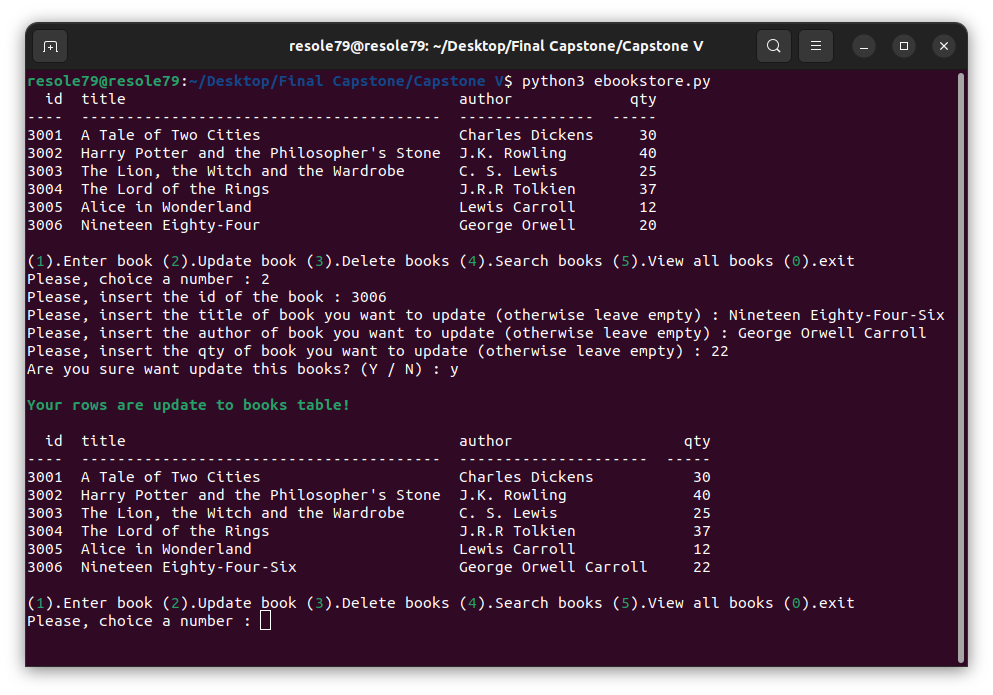 resole79@resole79: ~/Desktop/Final Capstone/Capstone V
resole79@resole79:~/Desktop/Final Capstone/Capstone V$ python3 ebookstore.py
  id  title                                     author             qty
----  ----------------------------------------  ---------------  -----
3001  A Tale of Two Cities                      Charles Dickens     30
3002  Harry Potter and the Philosopher's Stone  J.K. Rowling        40
3003  The Lion, the Witch and the Wardrobe      C. S. Lewis         25
3004  The Lord of the Rings                     J.R.R Tolkien       37
3005  Alice in Wonderland                       Lewis Carroll       12
3006  Nineteen Eighty-Four                      George Orwell       20
(1).Enter book (2).Update book (3).Delete books (4).Search books (5).View all books (0).exit
Please, choice a number : 2
Please, insert the id of the book : 3006
Please, insert the title of book you want to update (otherwise leave empty) : Nineteen Eighty-Four-Six
Please, insert the author of book you want to update (otherwise leave empty) : George Orwell Carroll
Please, insert the qty of book you want to update (otherwise leave empty) : 22
Are you sure want update this books? (Y / N) : y
Your rows are update to books table!
  id  title                                     author                   qty
----  ----------------------------------------  ---------------------  -----
3001  A Tale of Two Cities                      Charles Dickens           30
3002  Harry Potter and the Philosopher's Stone  J.K. Rowling              40
3003  The Lion, the Witch and the Wardrobe      C. S. Lewis               25
3004  The Lord of the Rings                     J.R.R Tolkien             37
3005  Alice in Wonderland                       Lewis Carroll             12
3006  Nineteen Eighty-Four-Six                  George Orwell Carroll     22
(1).Enter book (2).Update book (3).Delete books (4).Search books (5).View all books (0).exit
Please, choice a number :